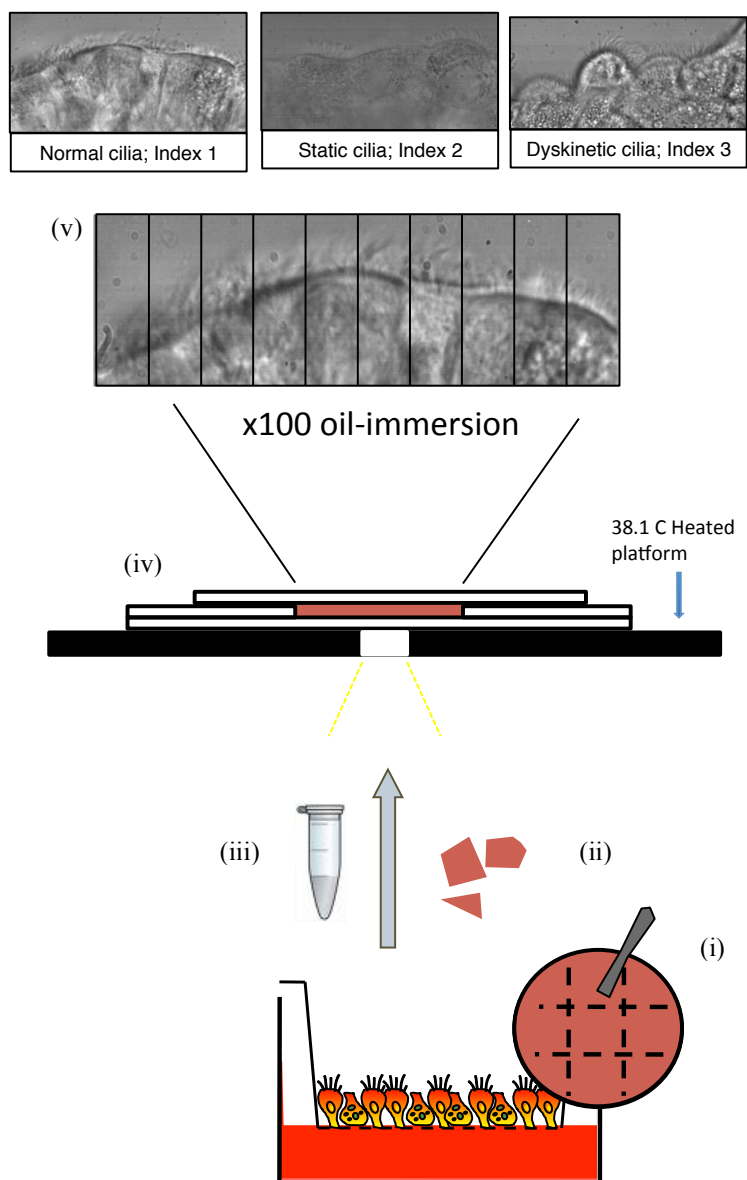 Normal cilia; Index 1
Static cilia; Index 2
Dyskinetic cilia; Index 3
(v)
x100 oil-immersion
38.1 C Heated
platform
(iv)
(iii)
(ii)
(i)